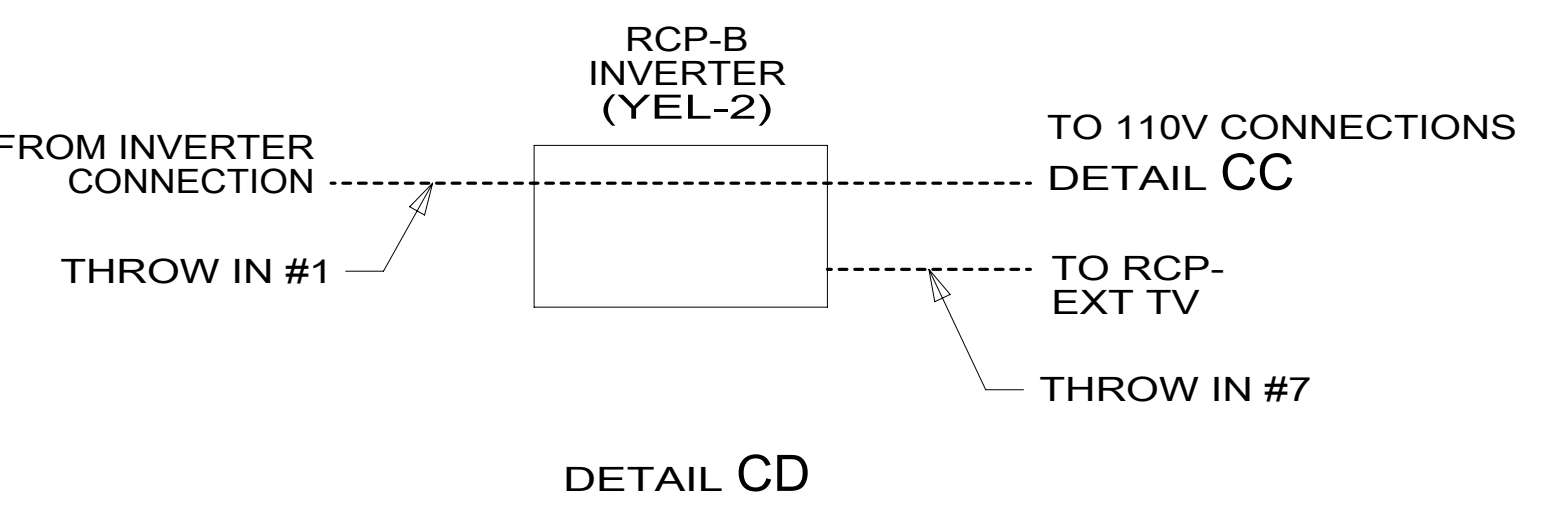 RCP-B
INVERTER
(YEL-2)
FROM INVERTER
CONNECTION
TO 110V CONNECTIONS
DETAIL CC
THROW IN #1
TO RCP-
EXT TV
THROW IN #7
DETAIL CD